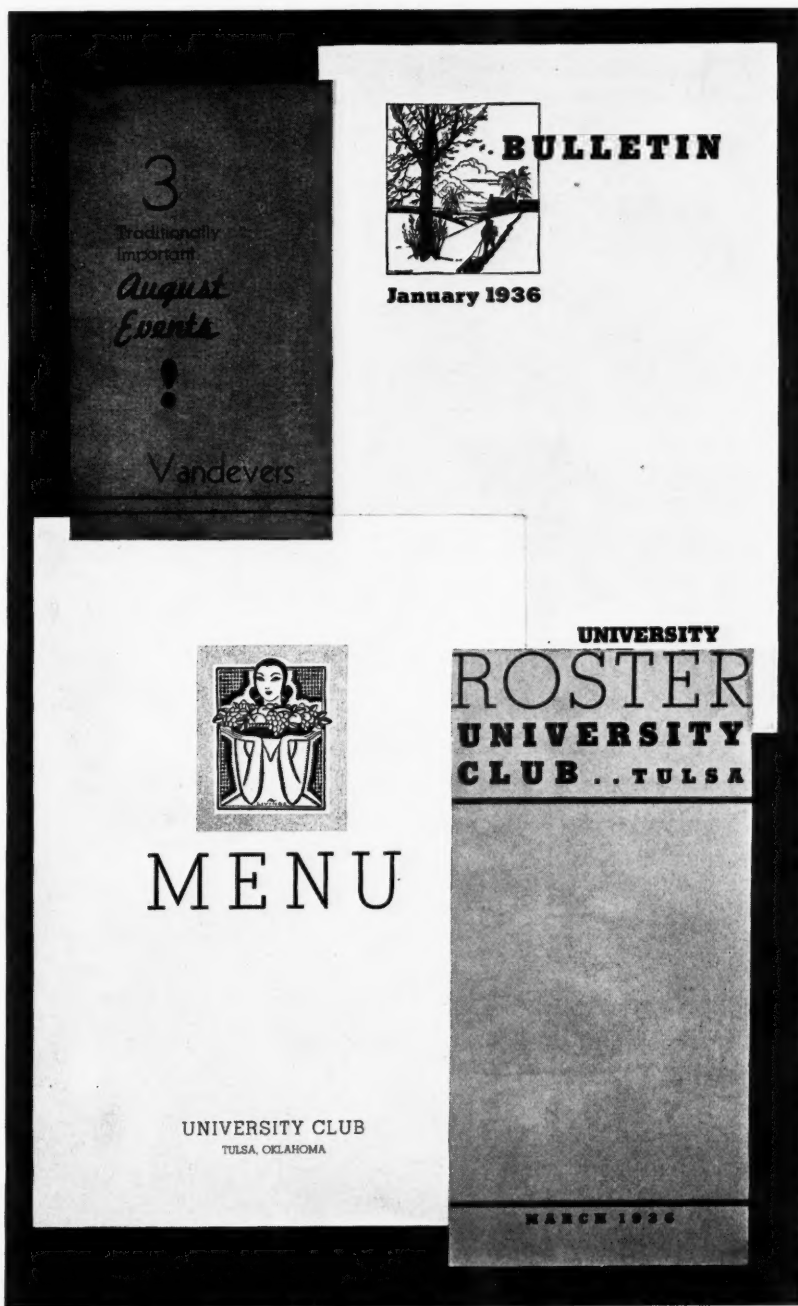 3
Traditionally
Important
August
Events
!
Vandevers
BULLETIN
January 1936
UNIVERSITY
MENU
UNIVERSITY CLUB
TULSA, OKLAHOMA
ROSTER
UNIVERSITY
CLUB . . TULSA
MARCH 1936